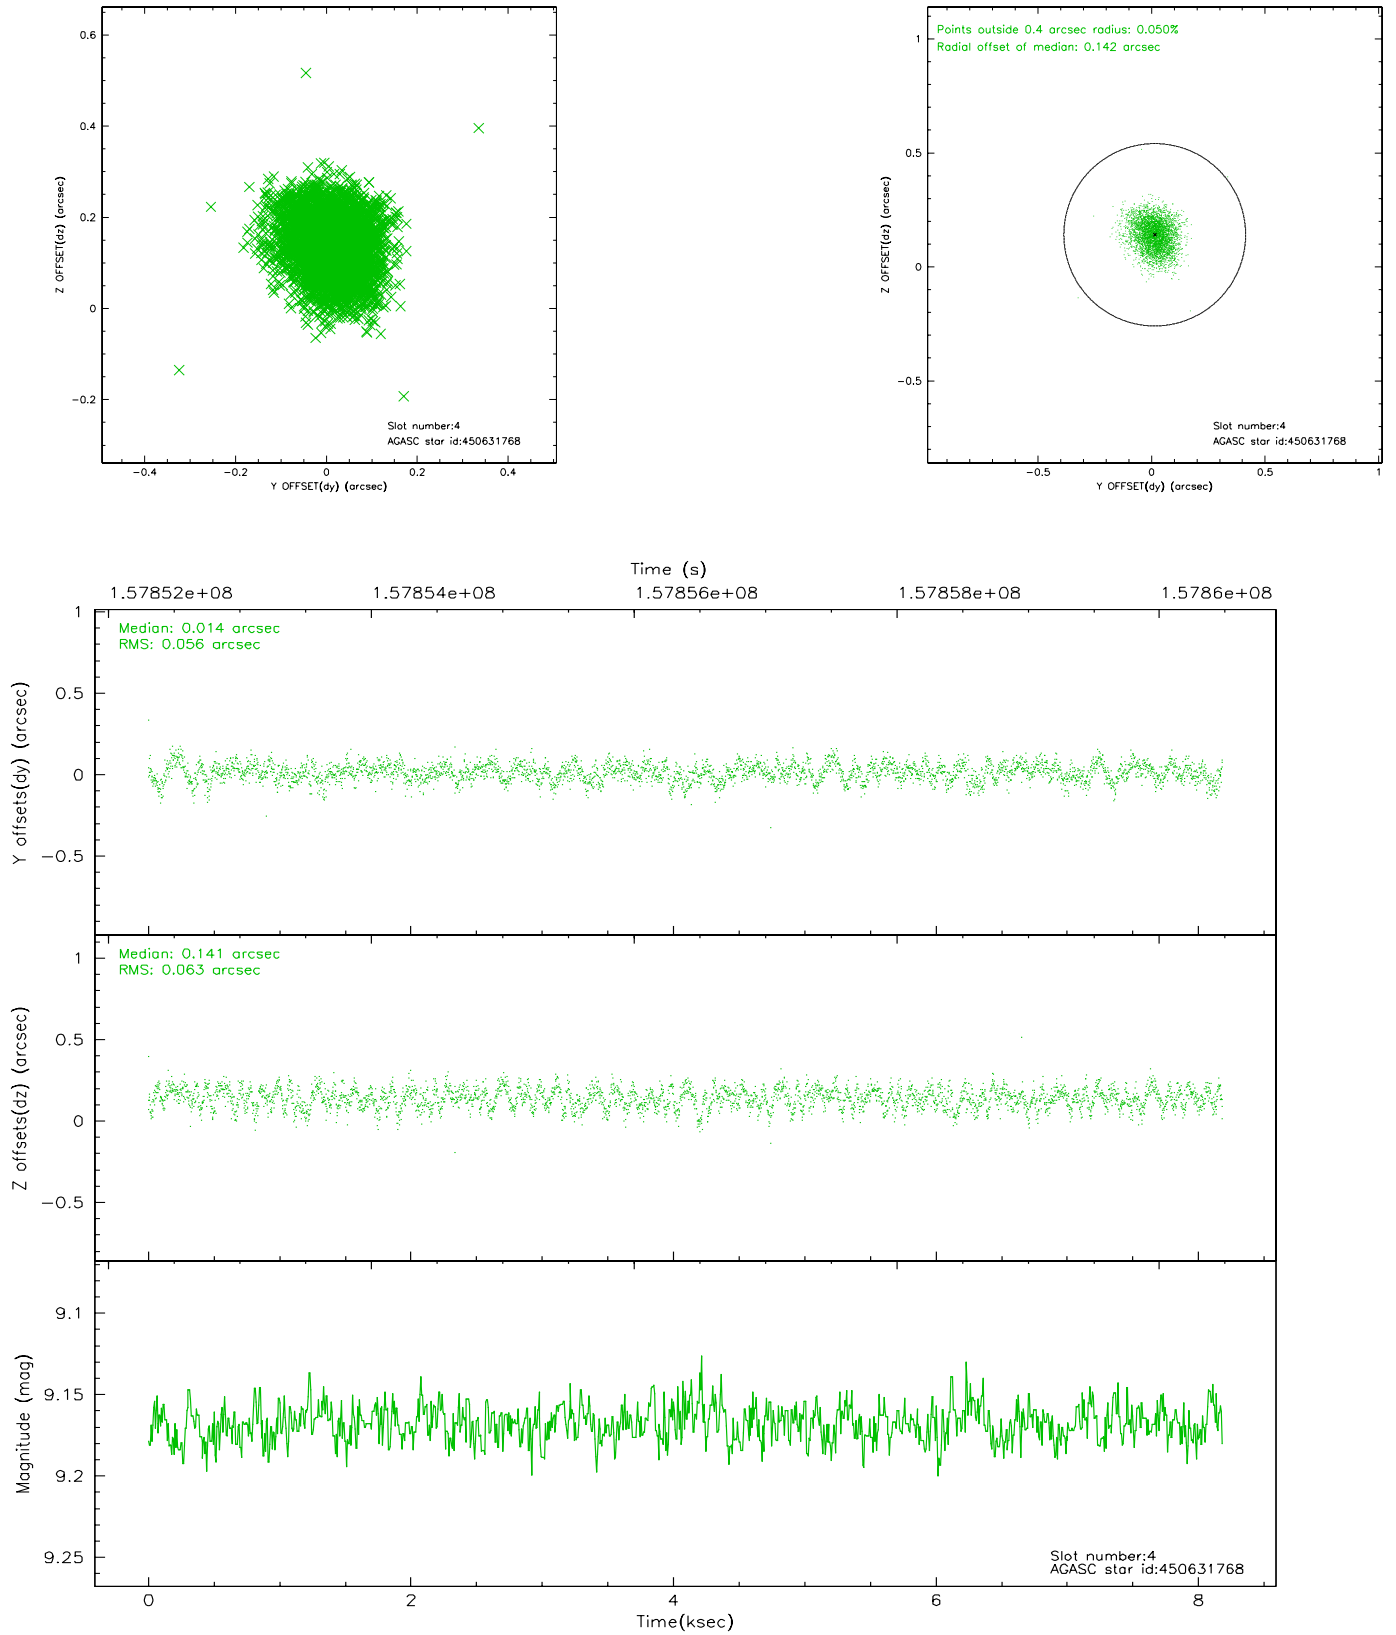 0.6
0.4
0.2
0
−0.2
Z OFFSET(dz) (arcsec)
Slot number:4
AGASC star id:450631768
−0.4 −0.2 0 0.2 0.4
Y OFFSET(dy) (arcsec)
Points outside 0.4 arcsec radius: 0.050%
Radial offset of median: 0.142 arcsec
1
0.5
0
−0.5
Z OFFSET(dz) (arcsec)
Slot number:4
AGASC star id:450631768
−0.5 0 0.5 1
Y OFFSET(dy) (arcsec)
Time (s)
1.57852e+08 1.57854e+08 1.57856e+08 1.57858e+08 1.5786e+08
Median: 0.014 arcsec
RMS: 0.056 arcsec
1
0.5
0
−0.5
Y offsets(dy) (arcsec)
Median: 0.141 arcsec
RMS: 0.063 arcsec
1
0.5
0
−0.5
Z offsets(dz) (arcsec)
9.1
9.15
9.2
9.25
Magnitude (mag)
Slot number:4
AGASC star id:450631768
0 2 4 6 8
Time(ksec)